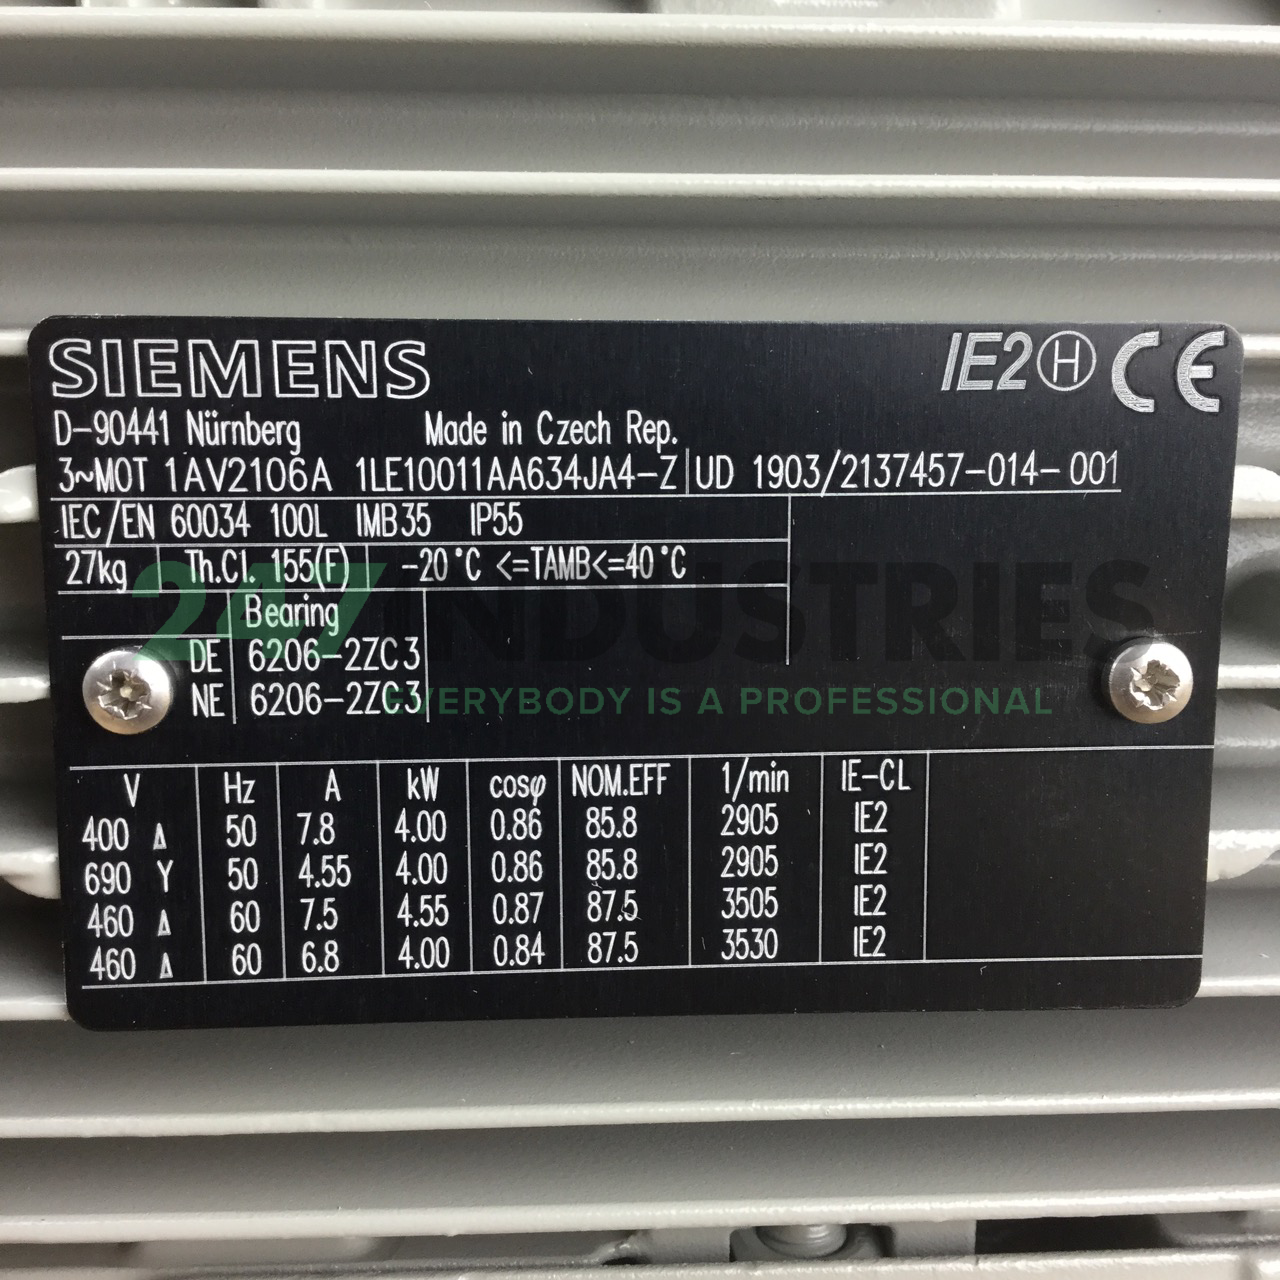 SIEMENS IE2 H CE
D-90441 Nürnberg Made in Czech Rep.
3~MOT 1AV2106A 1LE10011AA634JA4-Z UD 1903/2137457-014-001
IEC/EN 60034 100L IMB35 IP55
27kg Th.Cl. 155(F) -20°C <=TAMB<=40°C
247INDUSTRIES
Bearing
DE 6206-2ZC3
NE 6206-2ZC3
EVERYBODY IS A PROFESSIONAL
V Hz A kW cosφ NOM.EFF 1/min IE-CL
400 Δ 50 7.8 4.00 0.86 85.8 2905 IE2
690 Y 50 4.55 4.00 0.86 85.8 2905 IE2
460 Δ 60 7.5 4.55 0.87 87.5 3505 IE2
460 Δ 60 6.8 4.00 0.84 87.5 3530 IE2